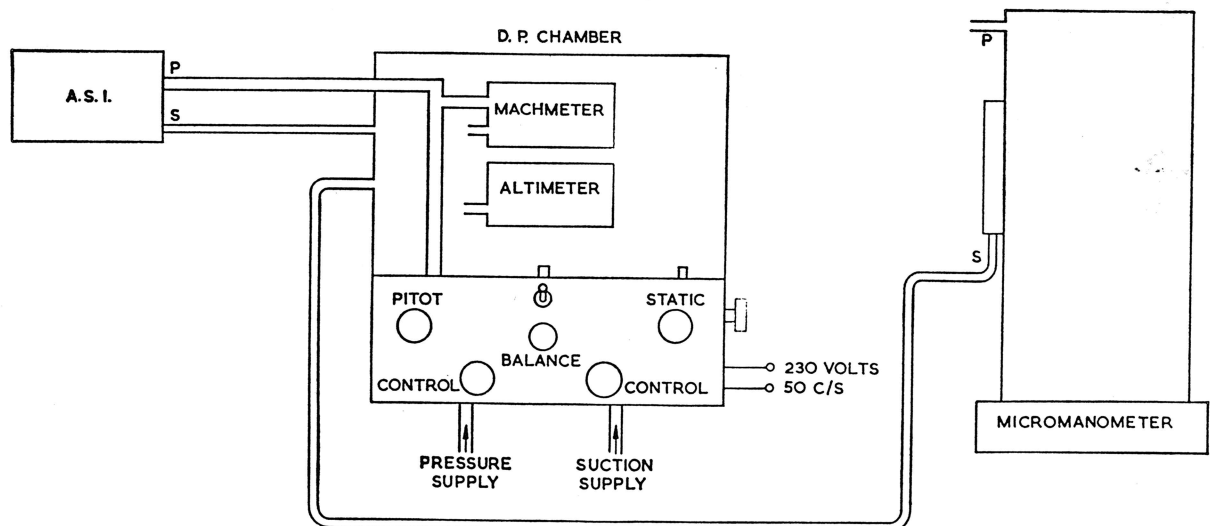 D. P. CHAMBER
P
A.S.I.
S
MACHMETER
ALTIMETER
P
S
PITOT
STATIC
BALANCE
CONTROL
CONTROL
230 VOLTS
50 C/S
PRESSURE
SUPPLY
SUCTION
SUPPLY
MICROMANOMETER